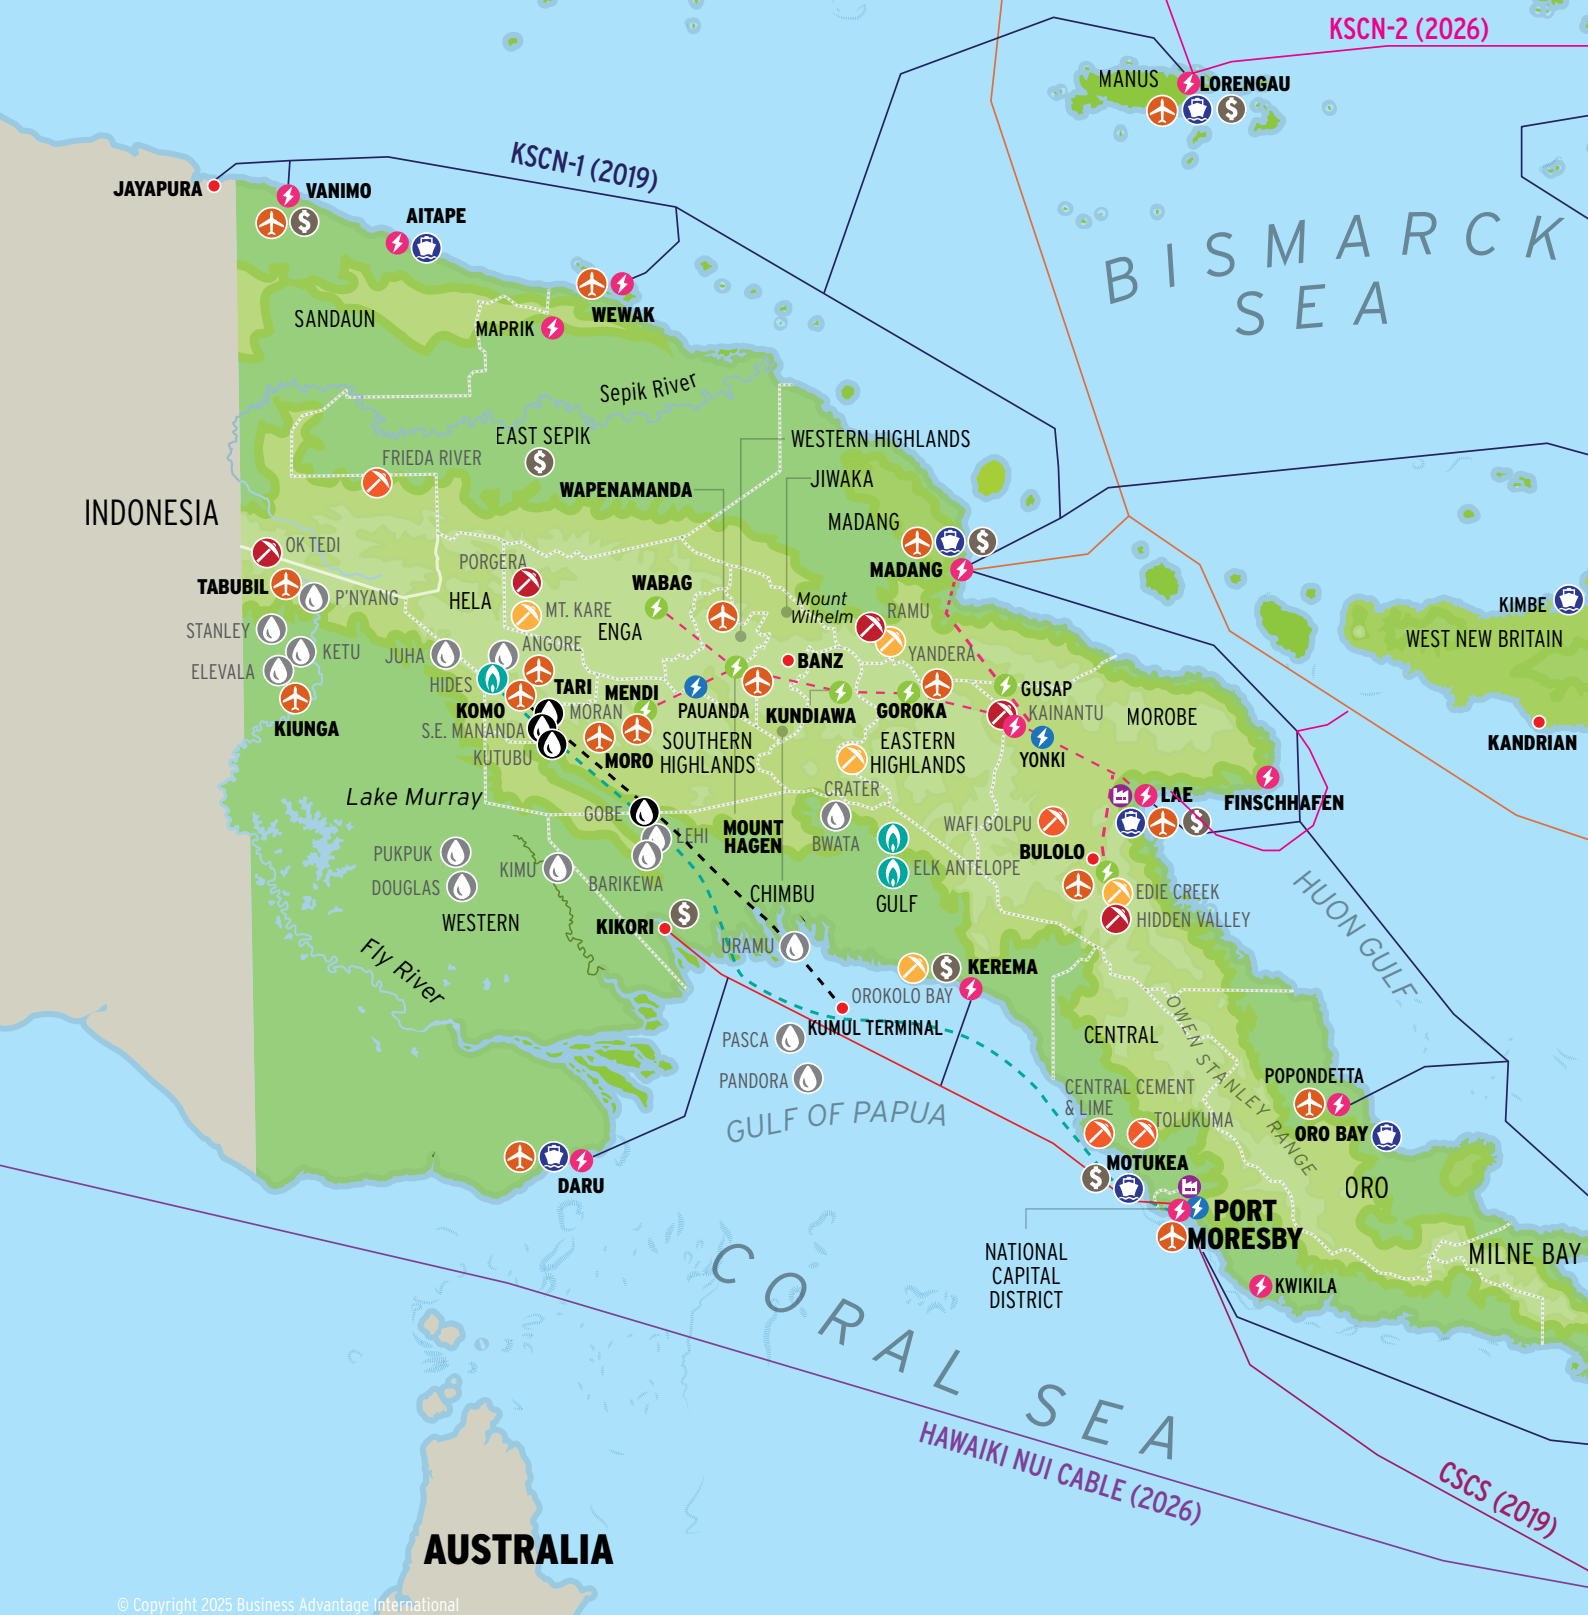 KSCN-2 (2026)
MANUS
LORENGAU
$
KSCN-1 (2019)
JAYAPURA
VANIMO
$
AITAPE
BISMARCK
SEA
SANDAUN
WEWAK
MAPRIK
Sepik River
EAST SEPIK
$
WESTERN HIGHLANDS
FRIEDA RIVER
JIWAKA
WAPENAMANDA
INDONESIA
MADANG
$
OK TEDI
PORGERA
MADANG
TABUBIL
P'NYANG
WABAG
HELA
MT. KARE
Mount
Wilhelm
RAMU
KIMBE
STANLEY
ENGA
WEST NEW BRITAIN
KETU
JUHA
ANGORE
YANDERA
ELEVALA
BANZ
HIDES
TARI
MENDI
GUSAP
KOMO
MORAN
PAUANDA
KUNDIAWA
GOROKA
KAINANTU
MOROBE
KIUNGA
S.E. MANANDA
SOUTHERN
HIGHLANDS
EASTERN
HIGHLANDS
KUTUBU
MORO
YONKI
KANDRIAN
CRATER
Lake Murray
LAE
FINSCHHAFEN
$
GOBE
LEHI
MOUNT
HAGEN
BWATA
WAFI GOLPU
PUKPUK
KIMU
BARIKEWA
ELK ANTELOPE
BULOLO
DOUGLAS
CHIMBU
GULF
EDIE CREEK
HUON GULF
WESTERN
KIKORI
$
HIDDEN VALLEY
URAMU
Fly River
$
KEREMA
OROKOLO BAY
KUMUL TERMINAL
PASCA
CENTRAL
OWEN STANLEY RANGE
PANDORA
GULF OF PAPUA
CENTRAL CEMENT
& LIME
TOLUKUMA
POPONDETTA
ORO BAY
MOTUKEA
$
DARU
ORO
PORT
MORESBY
NATIONAL
CAPITAL
DISTRICT
MILNE BAY
KWIKILA
CORAL SEA
HAWAIKI NUI CABLE (2026)
CSCS (2019)
AUSTRALIA
© Copyright 2025 Business Advantage International